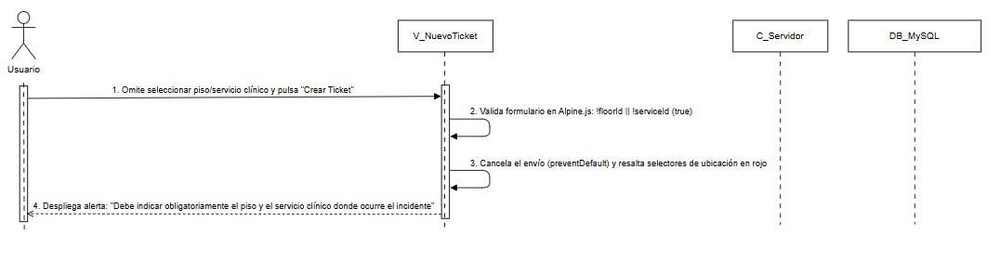 V_NuevoTicket
C_Servidor
DB_MySQL
Usuario
1. Omite seleccionar piso/servicio clínico y pulsa "Crear Ticket"
2. Valida formulario en Alpine.js: !floorId || !serviceId (true)
3. Cancela el envío (preventDefault) y resalta selectores de ubicación en rojo
4. Despliega alerta: "Debe indicar obligatoriamente el piso y el servicio clínico donde ocurre el incidente"